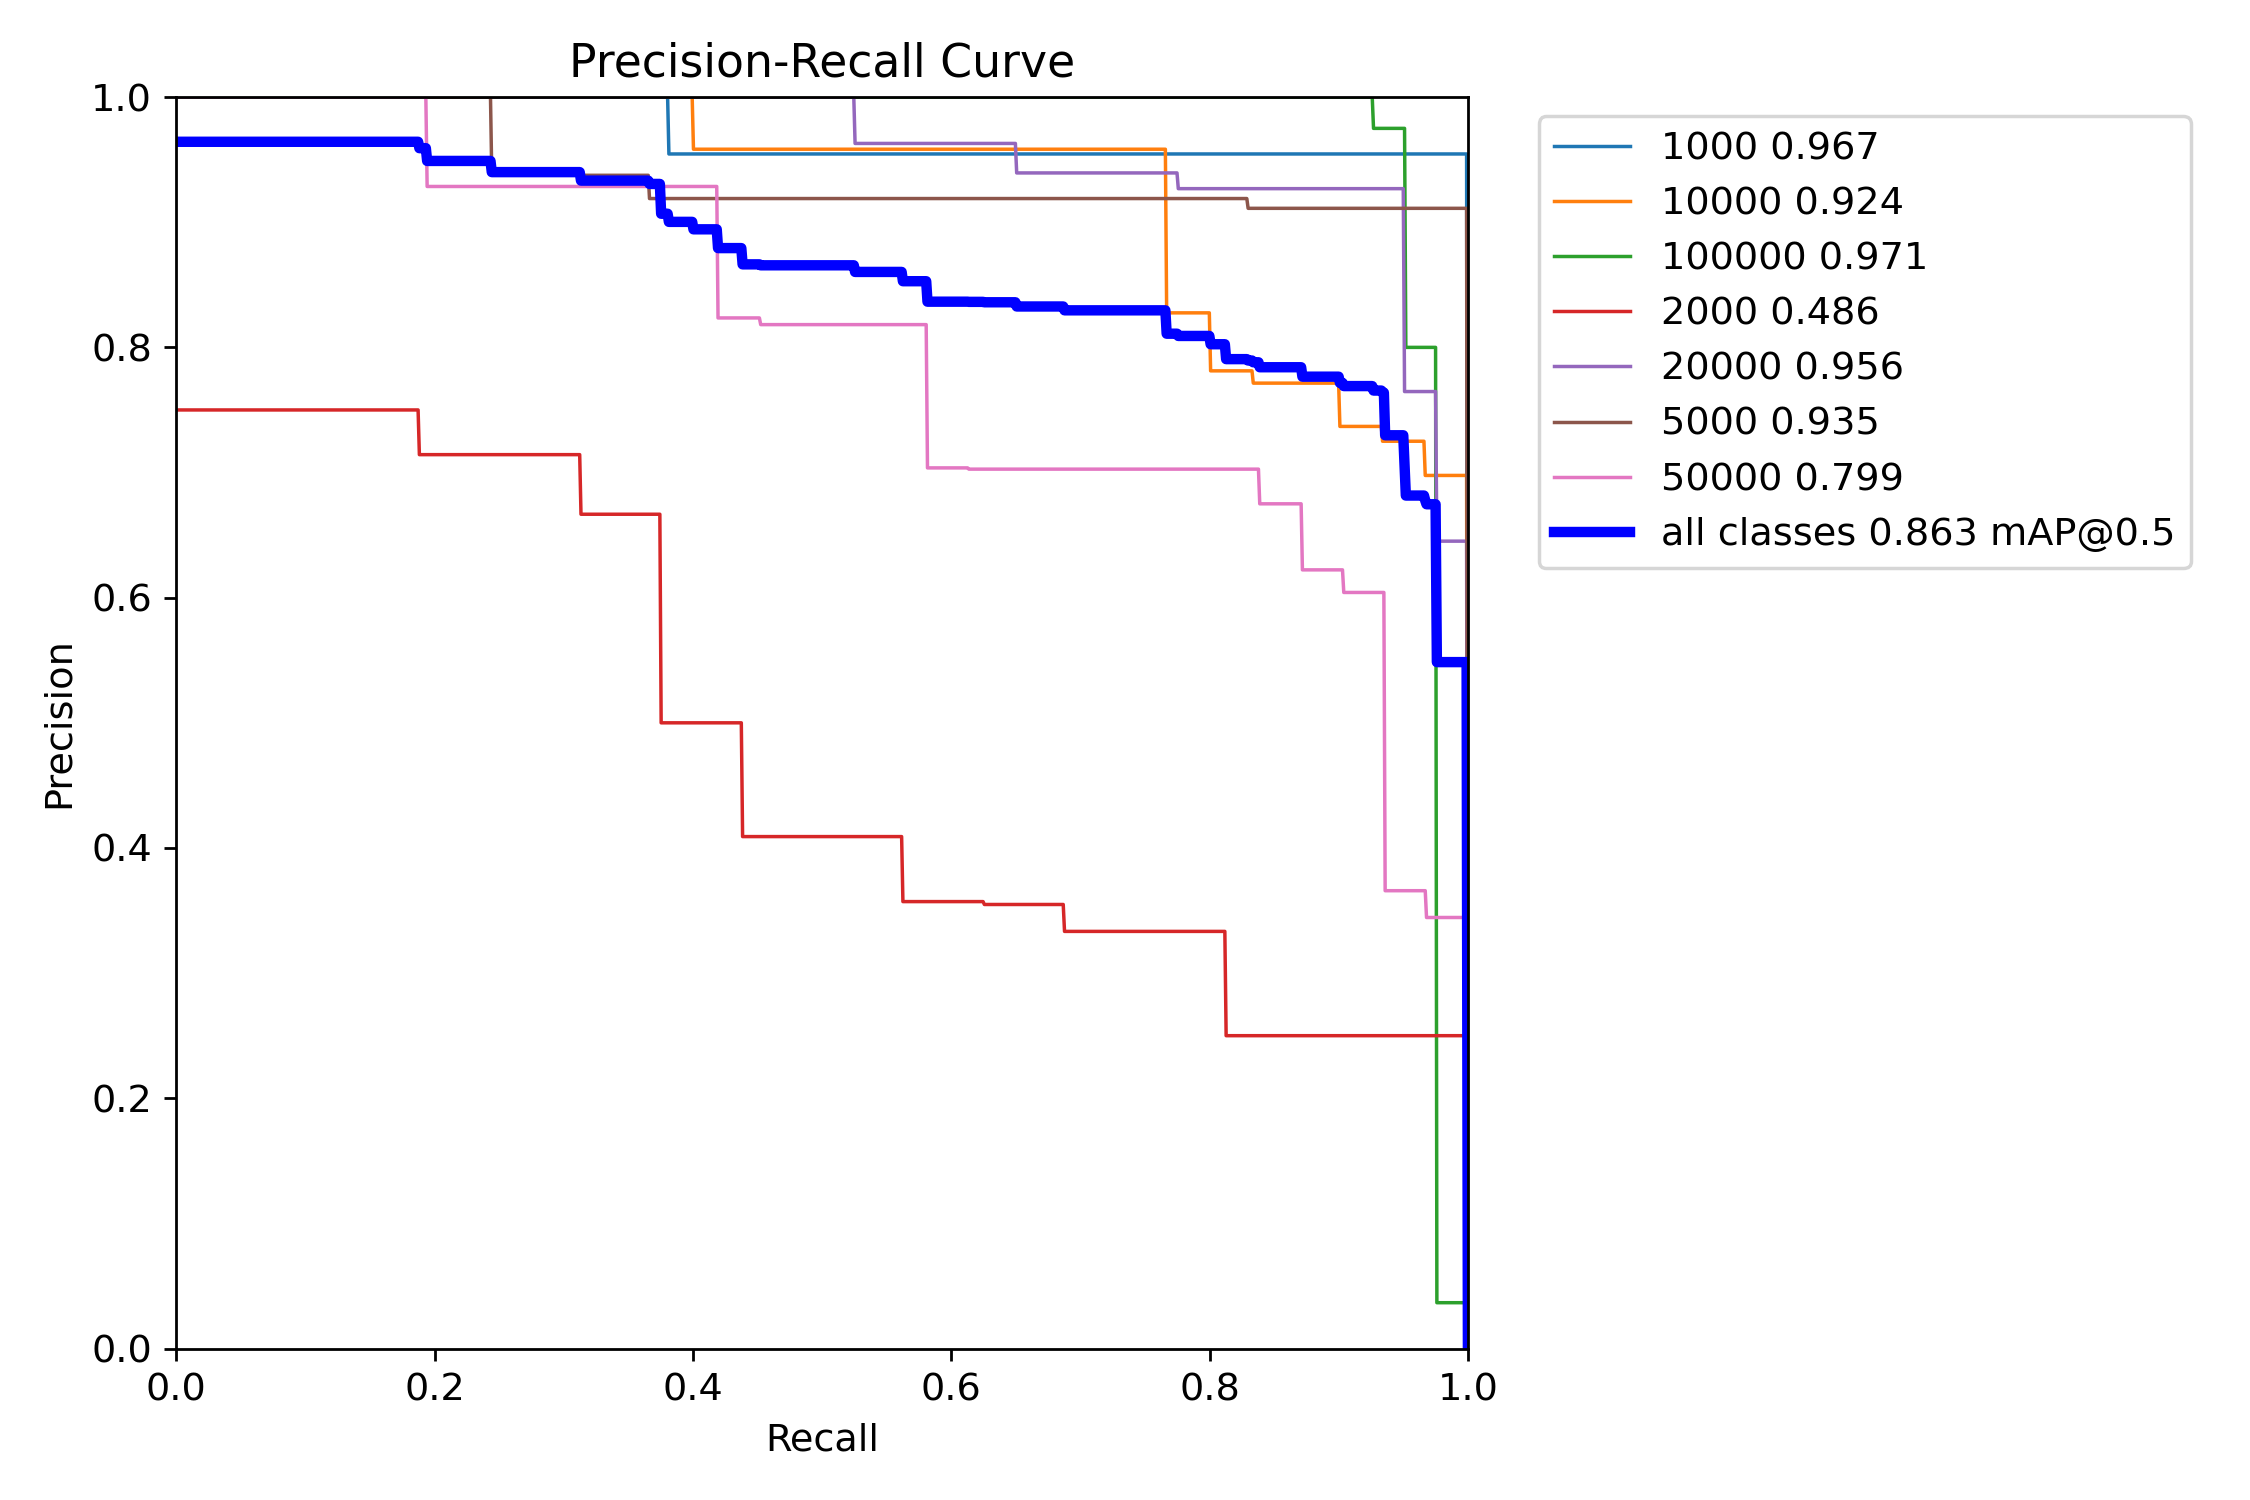 Precision-Recall Curve
1.0
0.8
0.6
0.4
0.2
0.0
Precision
0.0 0.2 0.4 0.6 0.8 1.0
Recall
1000 0.967
10000 0.924
100000 0.971
2000 0.486
20000 0.956
5000 0.935
50000 0.799
all classes 0.863 mAP@0.5